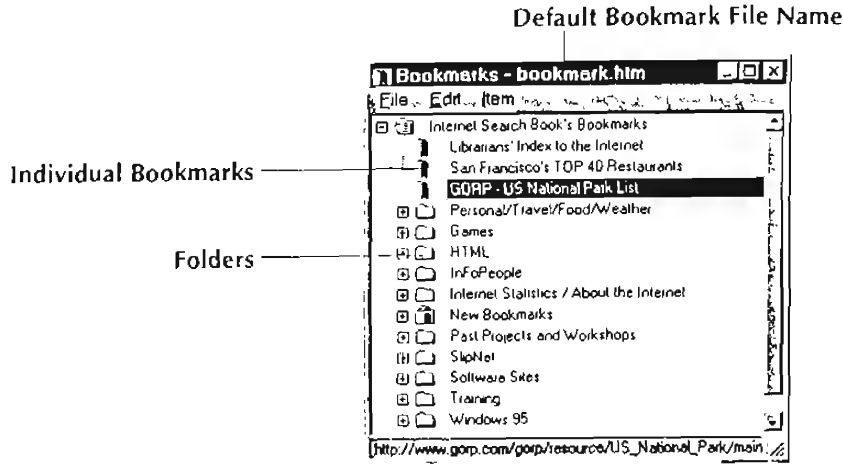 Default Bookmark File Name
Bookmarks - bookmark.htm
File Edit Item
Internet Search Book's Bookmarks
Librarians' Index to the Internet
Individual Bookmarks
San Francisco's TOP 40 Restaurants
GORP - US National Park List
Personal/Travel/Food/Weather
Games
Folders
HTML
InFoPeople
Internet Statistics / About the Internet
New Bookmarks
Past Projects and Workshops
SlipNet
Software Sites
Training
Windows 95
http://www.gorp.com/gorp/resource/US_National_Park/main